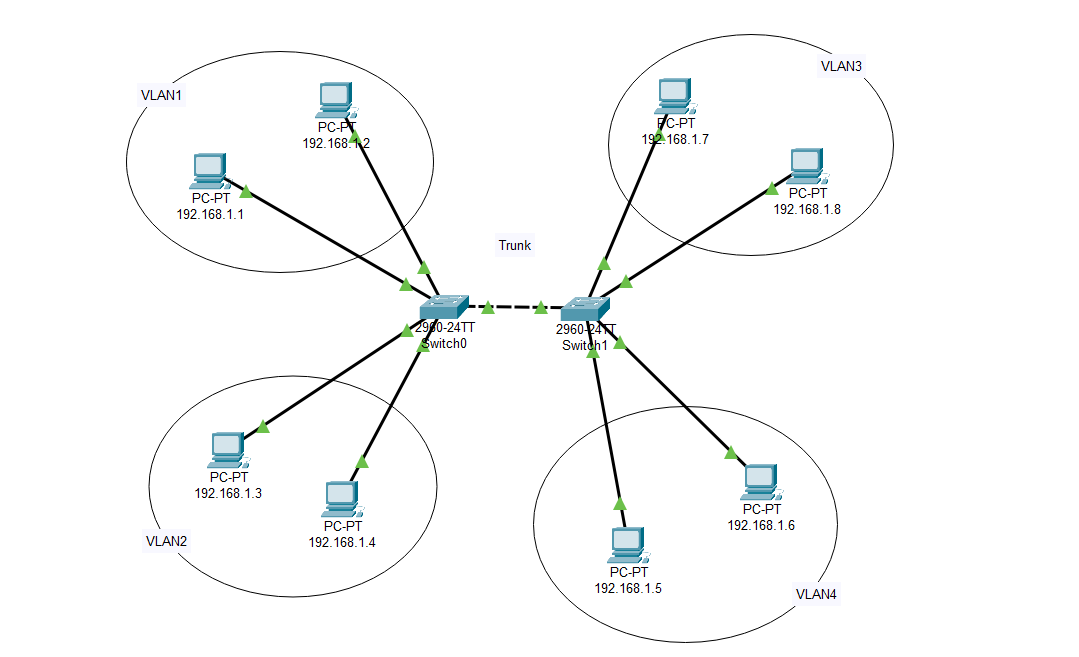 VLAN1
PC-PT
192.168.1.2
PC-PT
192.168.1.1
VLAN3
PC-PT
192.168.1.7
PC-PT
192.168.1.8
Trunk
2960-24TT
Switch0
2960-24TT
Switch1
PC-PT
192.168.1.3
PC-PT
192.168.1.4
VLAN2
PC-PT
192.168.1.6
PC-PT
192.168.1.5
VLAN4